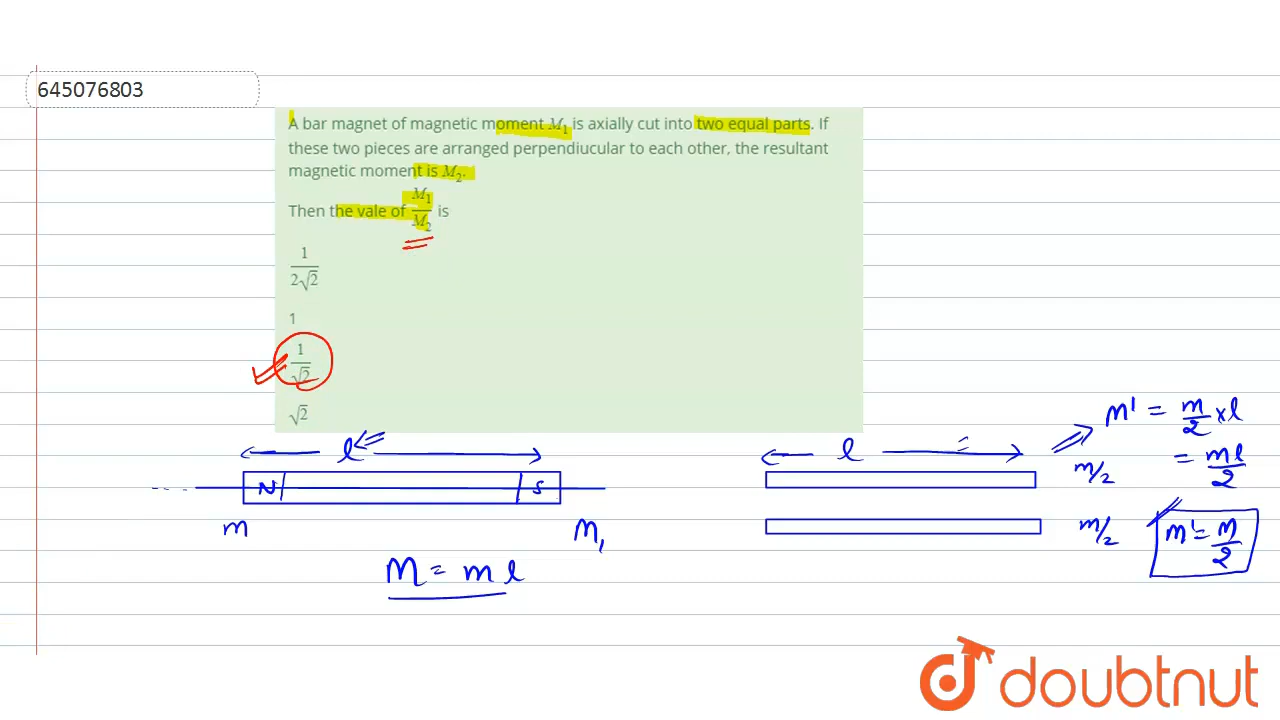 645076803
A bar magnet of magnetic moment M₁ is axially cut into two equal parts. If
these two pieces are arranged perpendiucular to each other, the resultant
magnetic moment is M₂.
Then the vale of M₁/M₂ is
1/2√2
1
1/√2
√2
l
N
S
m
M₁
M = m l
l
m/2
m/2
M' = m/2 × l
= ml/2
M' = M/2
doubtnut